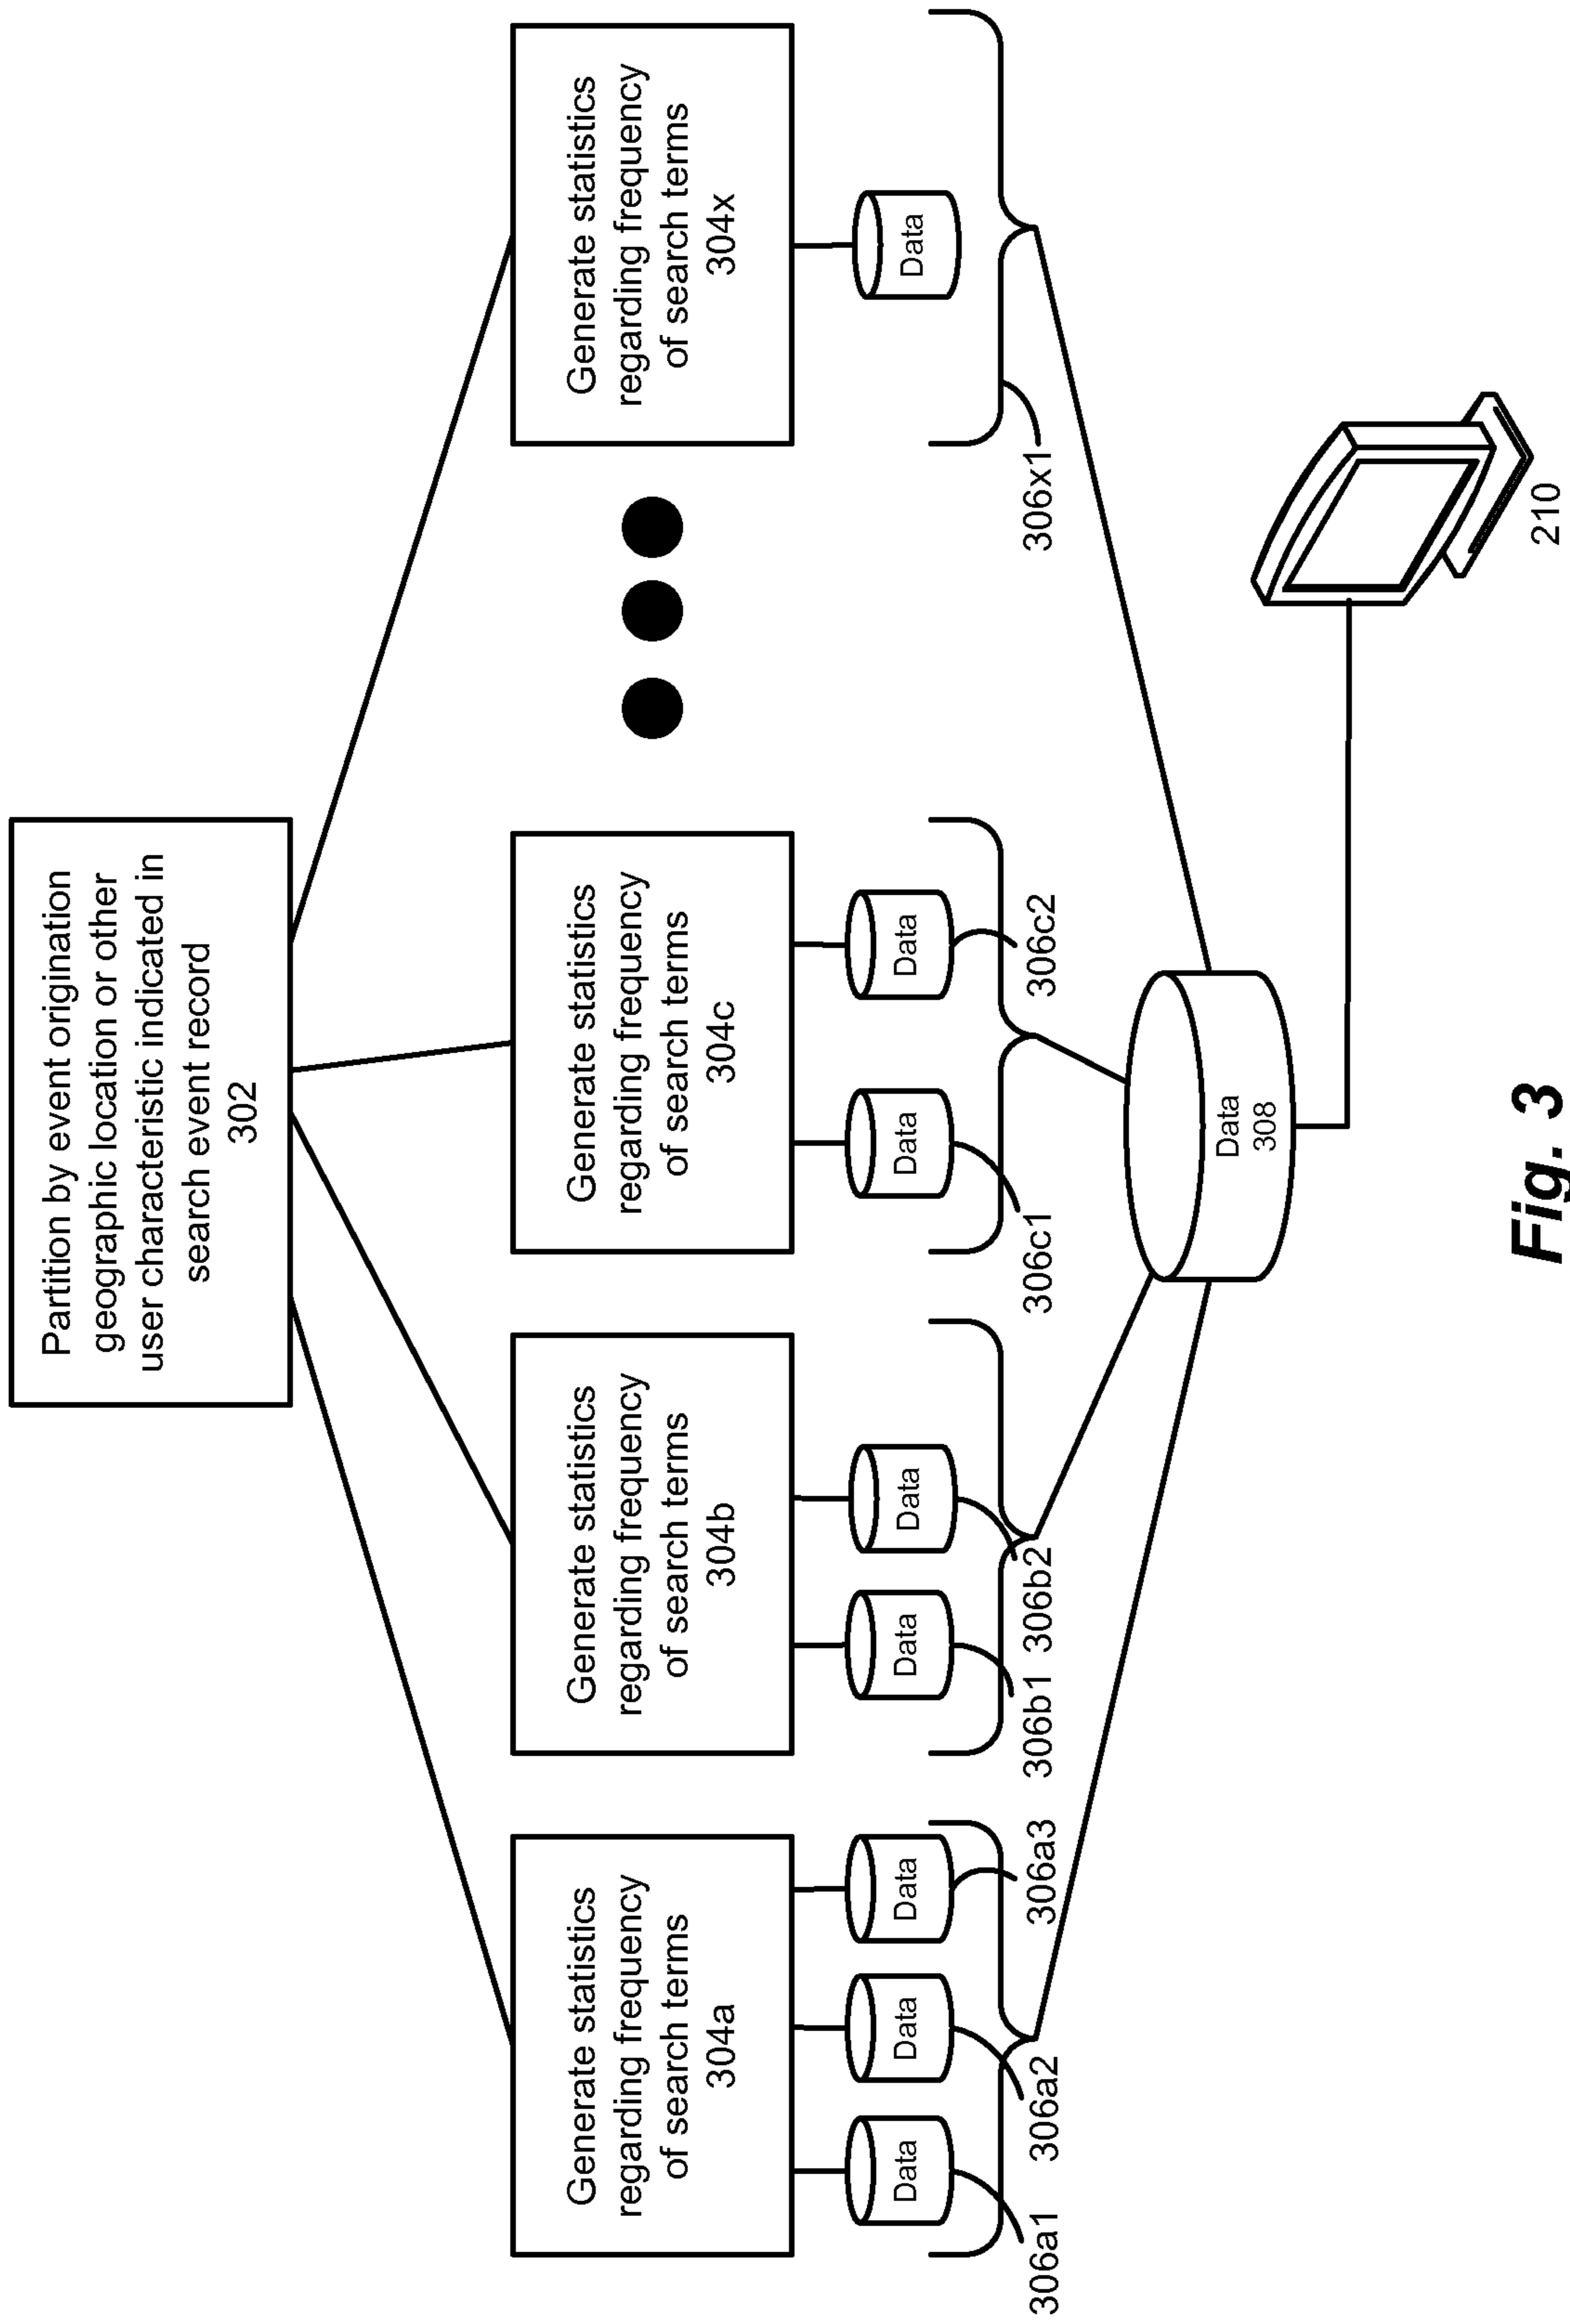 Partition by event origination
geographic location or other
user characteristic indicated in
search event record
302
Generate statistics
regarding frequency
of search terms
304a
Generate statistics
regarding frequency
of search terms
304b
Generate statistics
regarding frequency
of search terms
304c
Generate statistics
regarding frequency
of search terms
304x
Data
Data
Data
Data
Data
Data
Data
Data
306a1
306a2
306a3
306b1
306b2
306c1
306c2
306x1
Data
308
210
Fig. 3